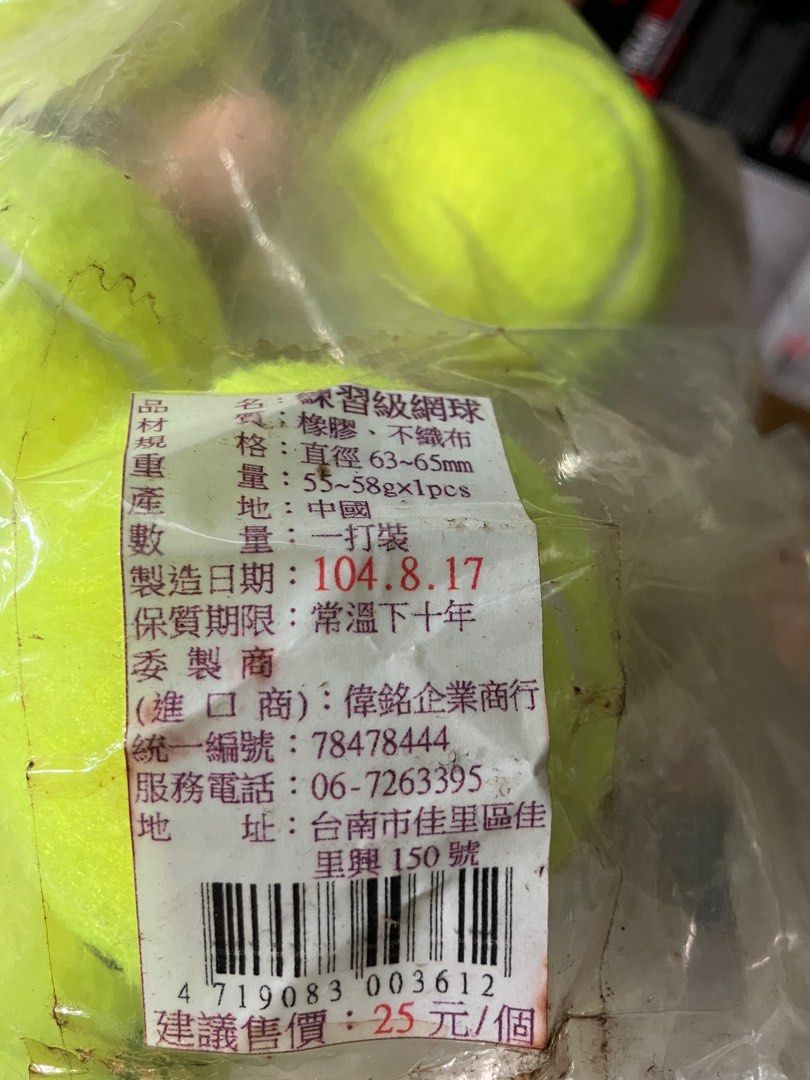 品名：練習級網球
材質：橡膠、不織布
規格：直徑 63~65mm
重量：55~58gx1pcs
產地：中國
數量：一打裝
製造日期：104.8.17
保質期限：常溫下十年
委製商
(進口商)：偉銘企業商行
統一編號：78478444
服務電話：06-7263395
地址：台南市佳里區佳
里興 150 號
4 719083 003612
建議售價：25 元/個